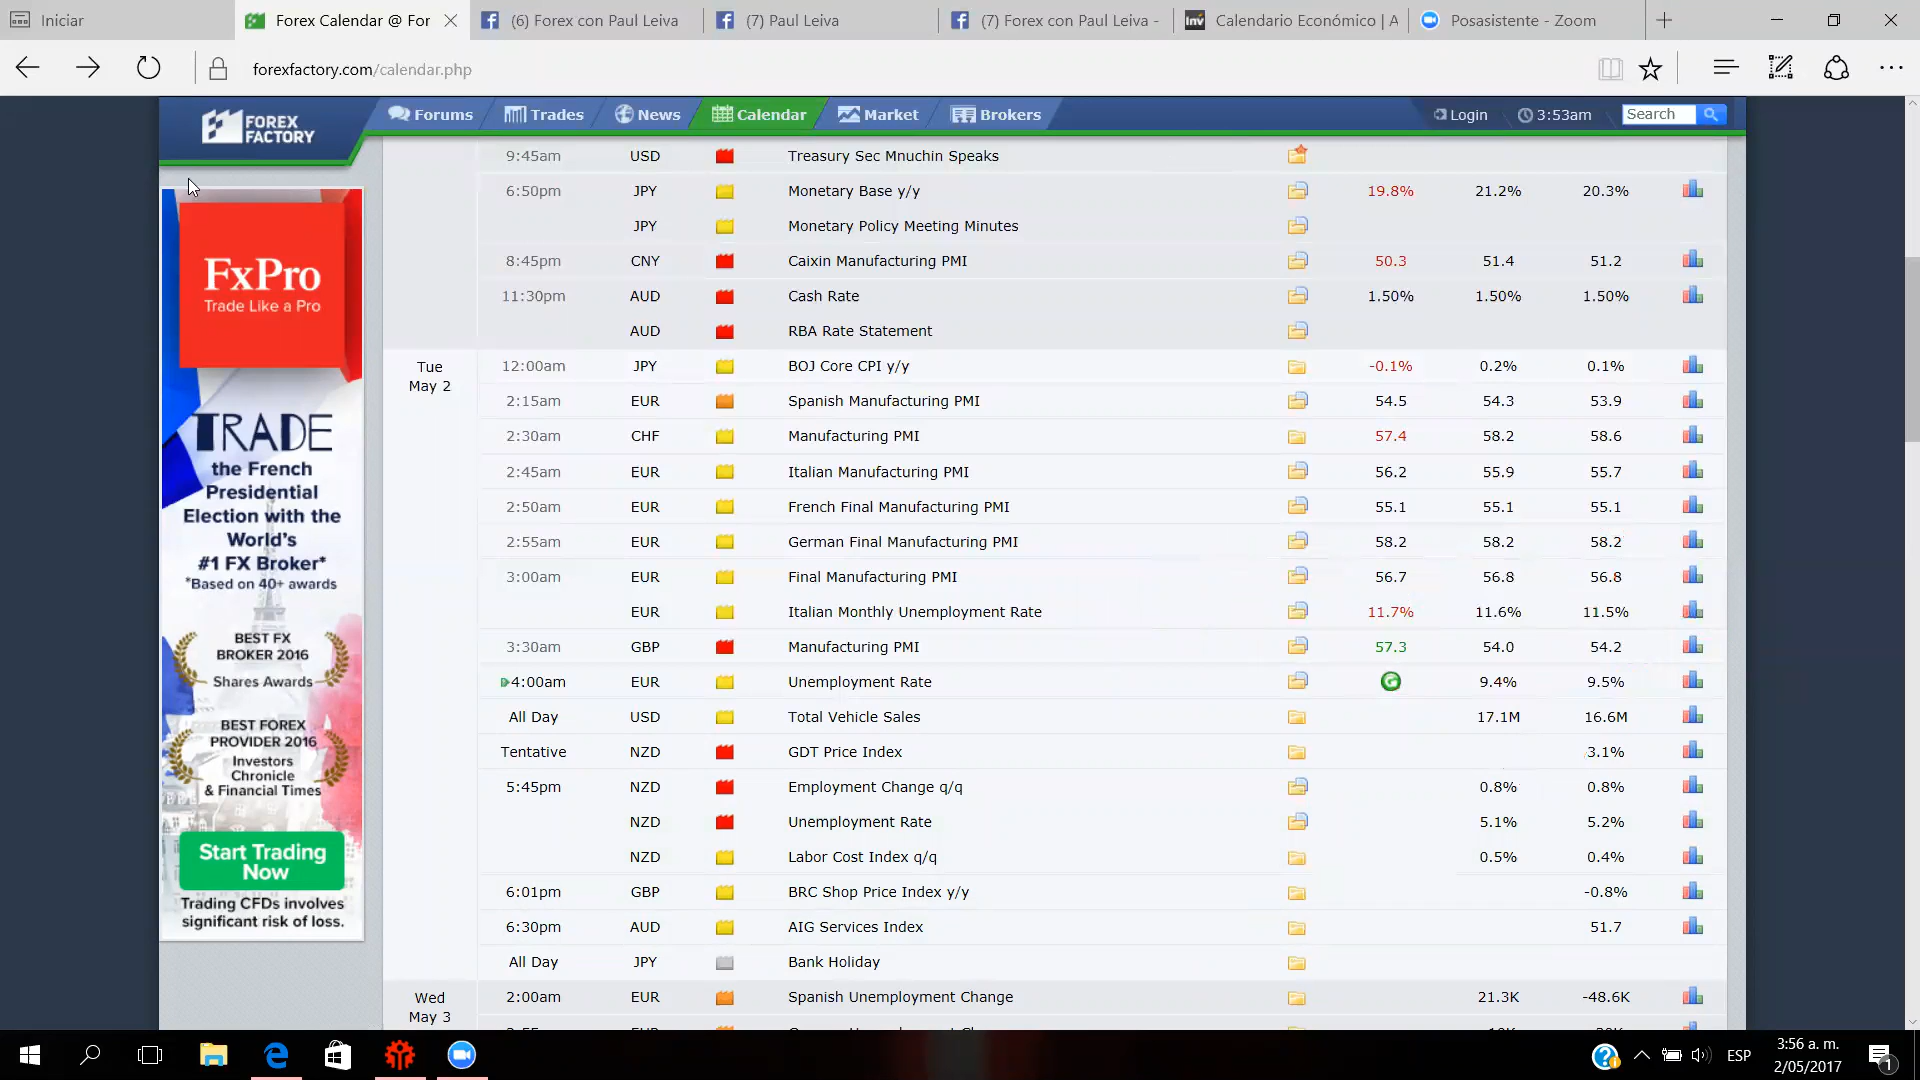 Iniciar
Forex Calendar @ For
(6) Forex con Paul Leiva
(7) Paul Leiva
(7) Forex con Paul Leiva -
Inv Calendario Económico | A
Posasistente - Zoom
forexfactory.com/calendar.php
FOREX
FACTORY
Forums
Trades
News
Calendar
Market
Brokers
Login
3:53am
Search
9:45am USD Treasury Sec Mnuchin Speaks
6:50pm JPY Monetary Base y/y 19.8% 21.2% 20.3%
JPY Monetary Policy Meeting Minutes
8:45pm CNY Caixin Manufacturing PMI 50.3 51.4 51.2
11:30pm AUD Cash Rate 1.50% 1.50% 1.50%
AUD RBA Rate Statement
Tue
May 2
12:00am JPY BOJ Core CPI y/y -0.1% 0.2% 0.1%
2:15am EUR Spanish Manufacturing PMI 54.5 54.3 53.9
2:30am CHF Manufacturing PMI 57.4 58.2 58.6
2:45am EUR Italian Manufacturing PMI 56.2 55.9 55.7
2:50am EUR French Final Manufacturing PMI 55.1 55.1 55.1
2:55am EUR German Final Manufacturing PMI 58.2 58.2 58.2
3:00am EUR Final Manufacturing PMI 56.7 56.8 56.8
EUR Italian Monthly Unemployment Rate 11.7% 11.6% 11.5%
3:30am GBP Manufacturing PMI 57.3 54.0 54.2
4:00am EUR Unemployment Rate 9.4% 9.5%
All Day USD Total Vehicle Sales 17.1M 16.6M
Tentative NZD GDT Price Index 3.1%
5:45pm NZD Employment Change q/q 0.8% 0.8%
NZD Unemployment Rate 5.1% 5.2%
NZD Labor Cost Index q/q 0.5% 0.4%
6:01pm GBP BRC Shop Price Index y/y -0.8%
6:30pm AUD AIG Services Index 51.7
All Day JPY Bank Holiday
Wed
May 3
2:00am EUR Spanish Unemployment Change 21.3K -48.6K
FxPro
Trade Like a Pro
TRADE
the French
Presidential
Election with the
World's
#1 FX Broker*
*Based on 40+ awards
BEST FX
BROKER 2016
Shares Awards
BEST FOREX
PROVIDER 2016
Investors
Chronicle
& Financial Times
Start Trading
Now
Trading CFDs involves
significant risk of loss.
ESP
3:56 a. m.
2/05/2017
1